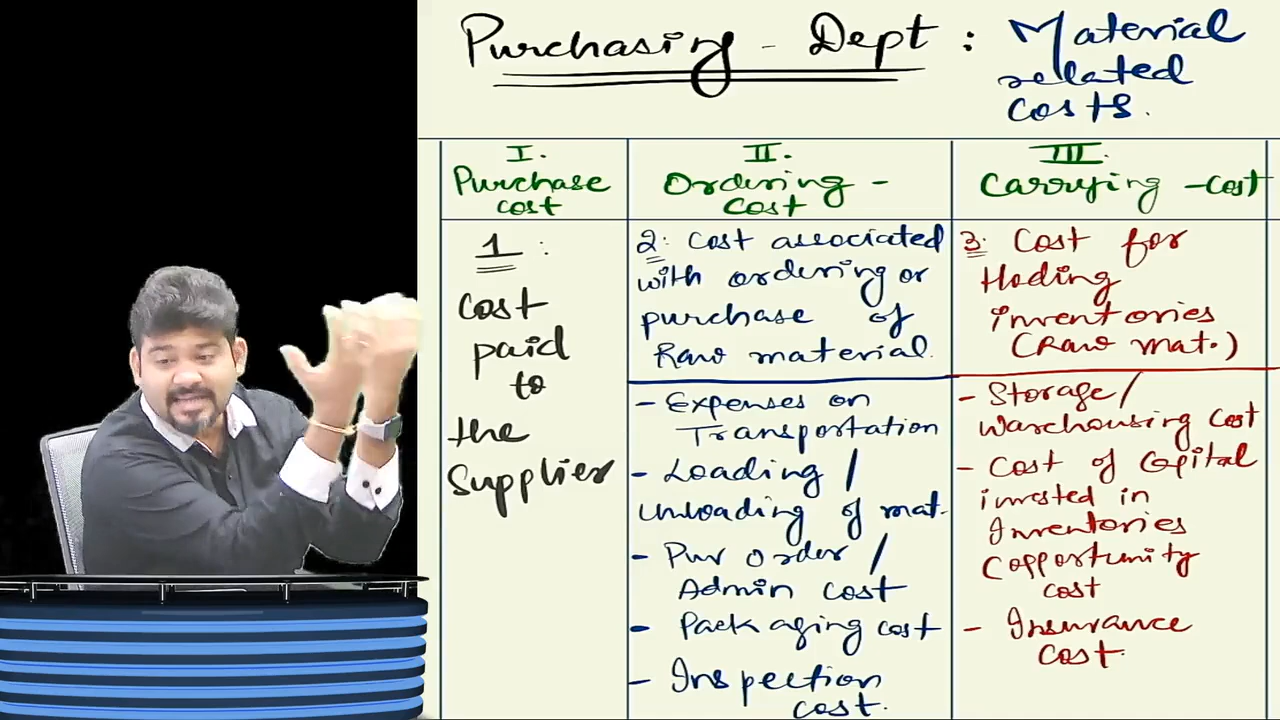 Purchasing - Dept : Material
related
costs.
I.
Purchase
cost
1 :
Cost
paid
to
the
Supplier
II.
Ordering -
Cost
2: Cost associated
with ordering or
purchase of
Raw material.
- Expenses on
Transportation
- Loading /
Unloading of mat.
- Pur order /
Admin cost
- Packaging cost
- Inspection
cost.
III
Carrying - cost
3: Cost for
Hoding
inventories
(Raw mat.)
- Storage/
Warehousing cost
- Cost of Capital
invested in
Inventories
Copportunity
cost
- Insurance
cost.